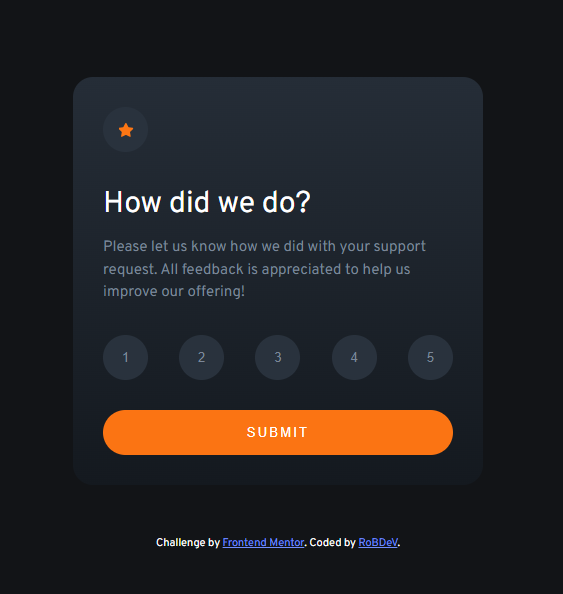 How did we do?
Please let us know how we did with your support
request. All feedback is appreciated to help us
improve our offering!
1 2 3 4 5
SUBMIT
Challenge by Frontend Mentor. Coded by RoBDeV.